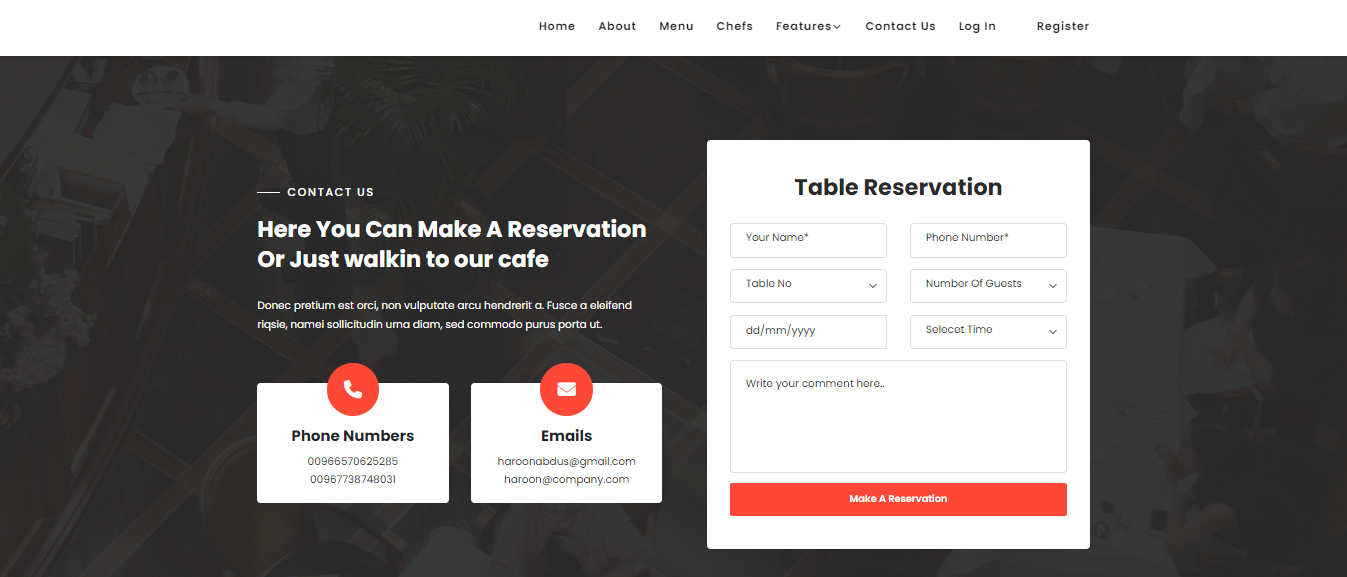 Home About Menu Chefs Features Contact Us Log In Register
CONTACT US
Here You Can Make A Reservation
Or Just walkin to our cafe
Donec pretium est orci, non vulputate arcu hendrerit a. Fusce a eleifend
riqsie, namei sollicitudin urna diam, sed commodo purus porta ut.
Phone Numbers
00966570625285
00967738748031
Emails
haroonabdus@gmail.com
haroon@company.com
Table Reservation
Your Name*
Phone Number*
Table No
Number Of Guests
dd/mm/yyyy
Selecet Time
Write your comment here..
Make A Reservation